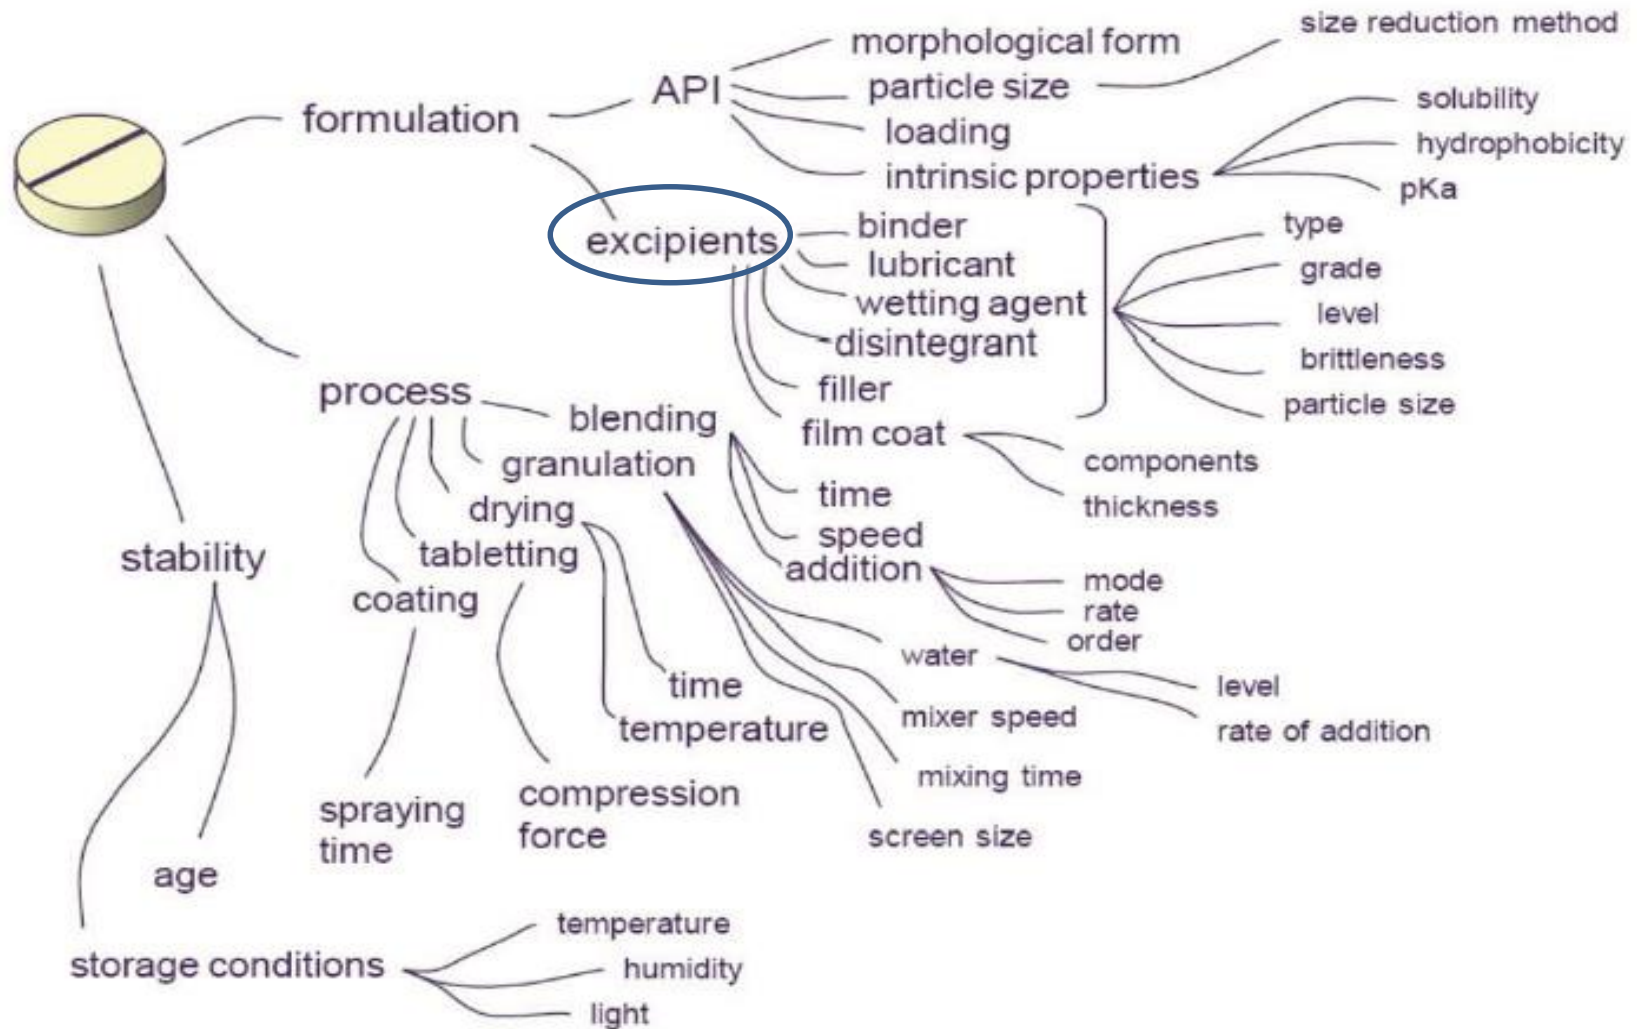 formulation
API
morphological form
particle size
size reduction method
loading
intrinsic properties
solubility
hydrophobicity
pKa
excipients
binder
lubricant
wetting agent
disintegrant
filler
film coat
type
grade
level
brittleness
particle size
components
thickness
process
blending
time
speed
addition
mode
rate
order
granulation
water
level
rate of addition
mixer speed
mixing time
screen size
drying
time
temperature
tabletting
compression
force
coating
spraying
time
stability
age
storage conditions
temperature
humidity
light